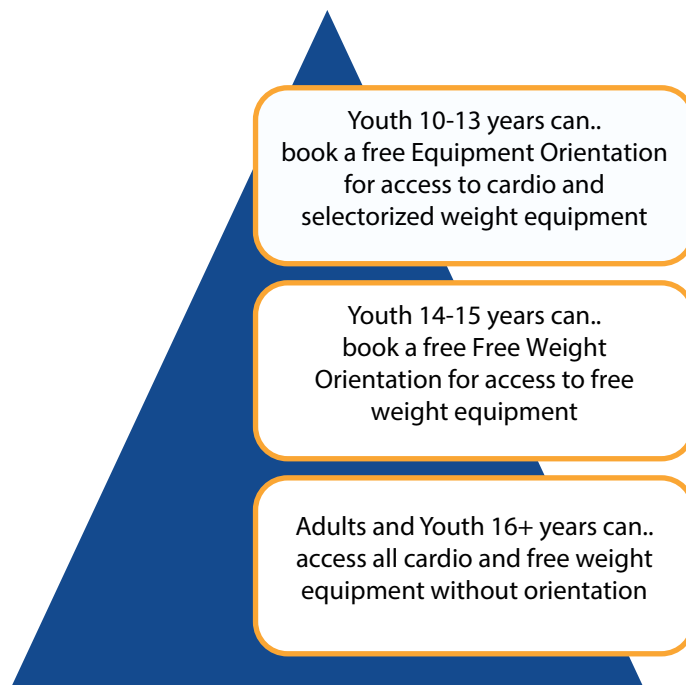 Youth 10-13 years can..
book a free Equipment Orientation
for access to cardio and
selectorized weight equipment
Youth 14-15 years can..
book a free Free Weight
Orientation for access to free
weight equipment
Adults and Youth 16+ years can..
access all cardio and free weight
equipment without orientation